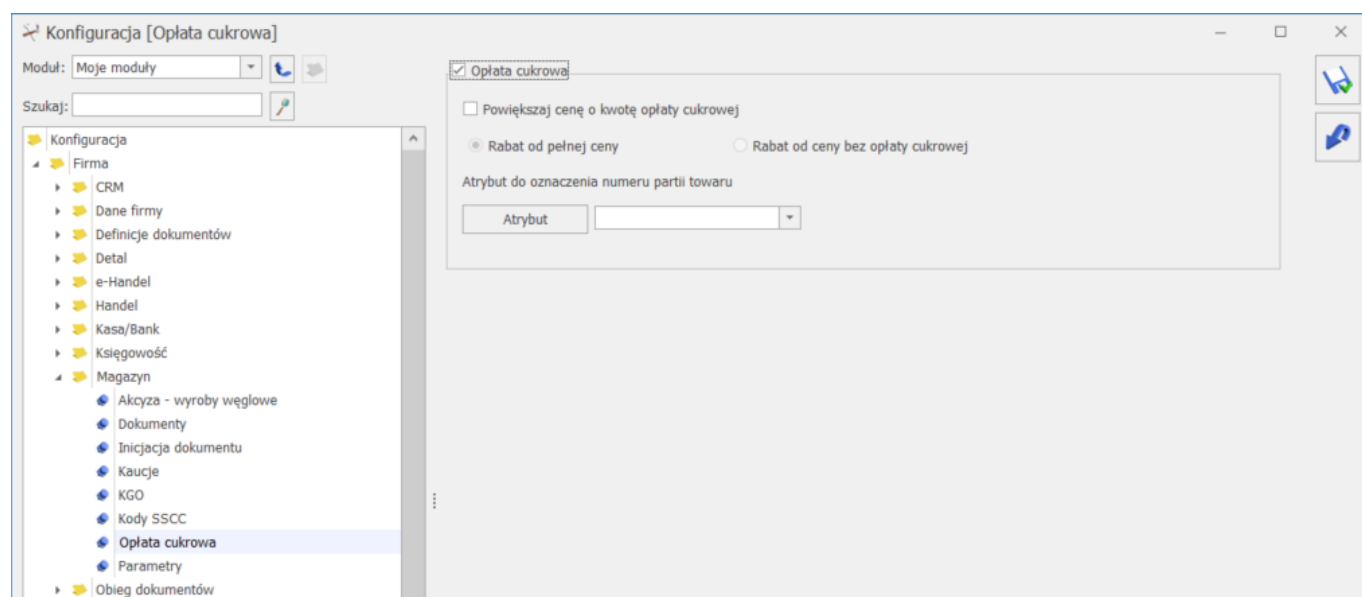 Konfiguracja [Opłata cukrowa]
Moduł: Moje moduły
Szukaj:
Konfiguracja
Firma
CRM
Dane firmy
Definicje dokumentów
Detal
e-Handel
Handel
Kasa/Bank
Księgowość
Magazyn
Akcyza - wyroby węglowe
Dokumenty
Inicjacja dokumentu
Kaucje
KGO
Kody SSCC
Opłata cukrowa
Parametry
Obieg dokumentów
Opłata cukrowa
Powiększaj cenę o kwotę opłaty cukrowej
Rabat od pełnej ceny Rabat od ceny bez opłaty cukrowej
Atrybut do oznaczenia numeru partii towaru
Atrybut